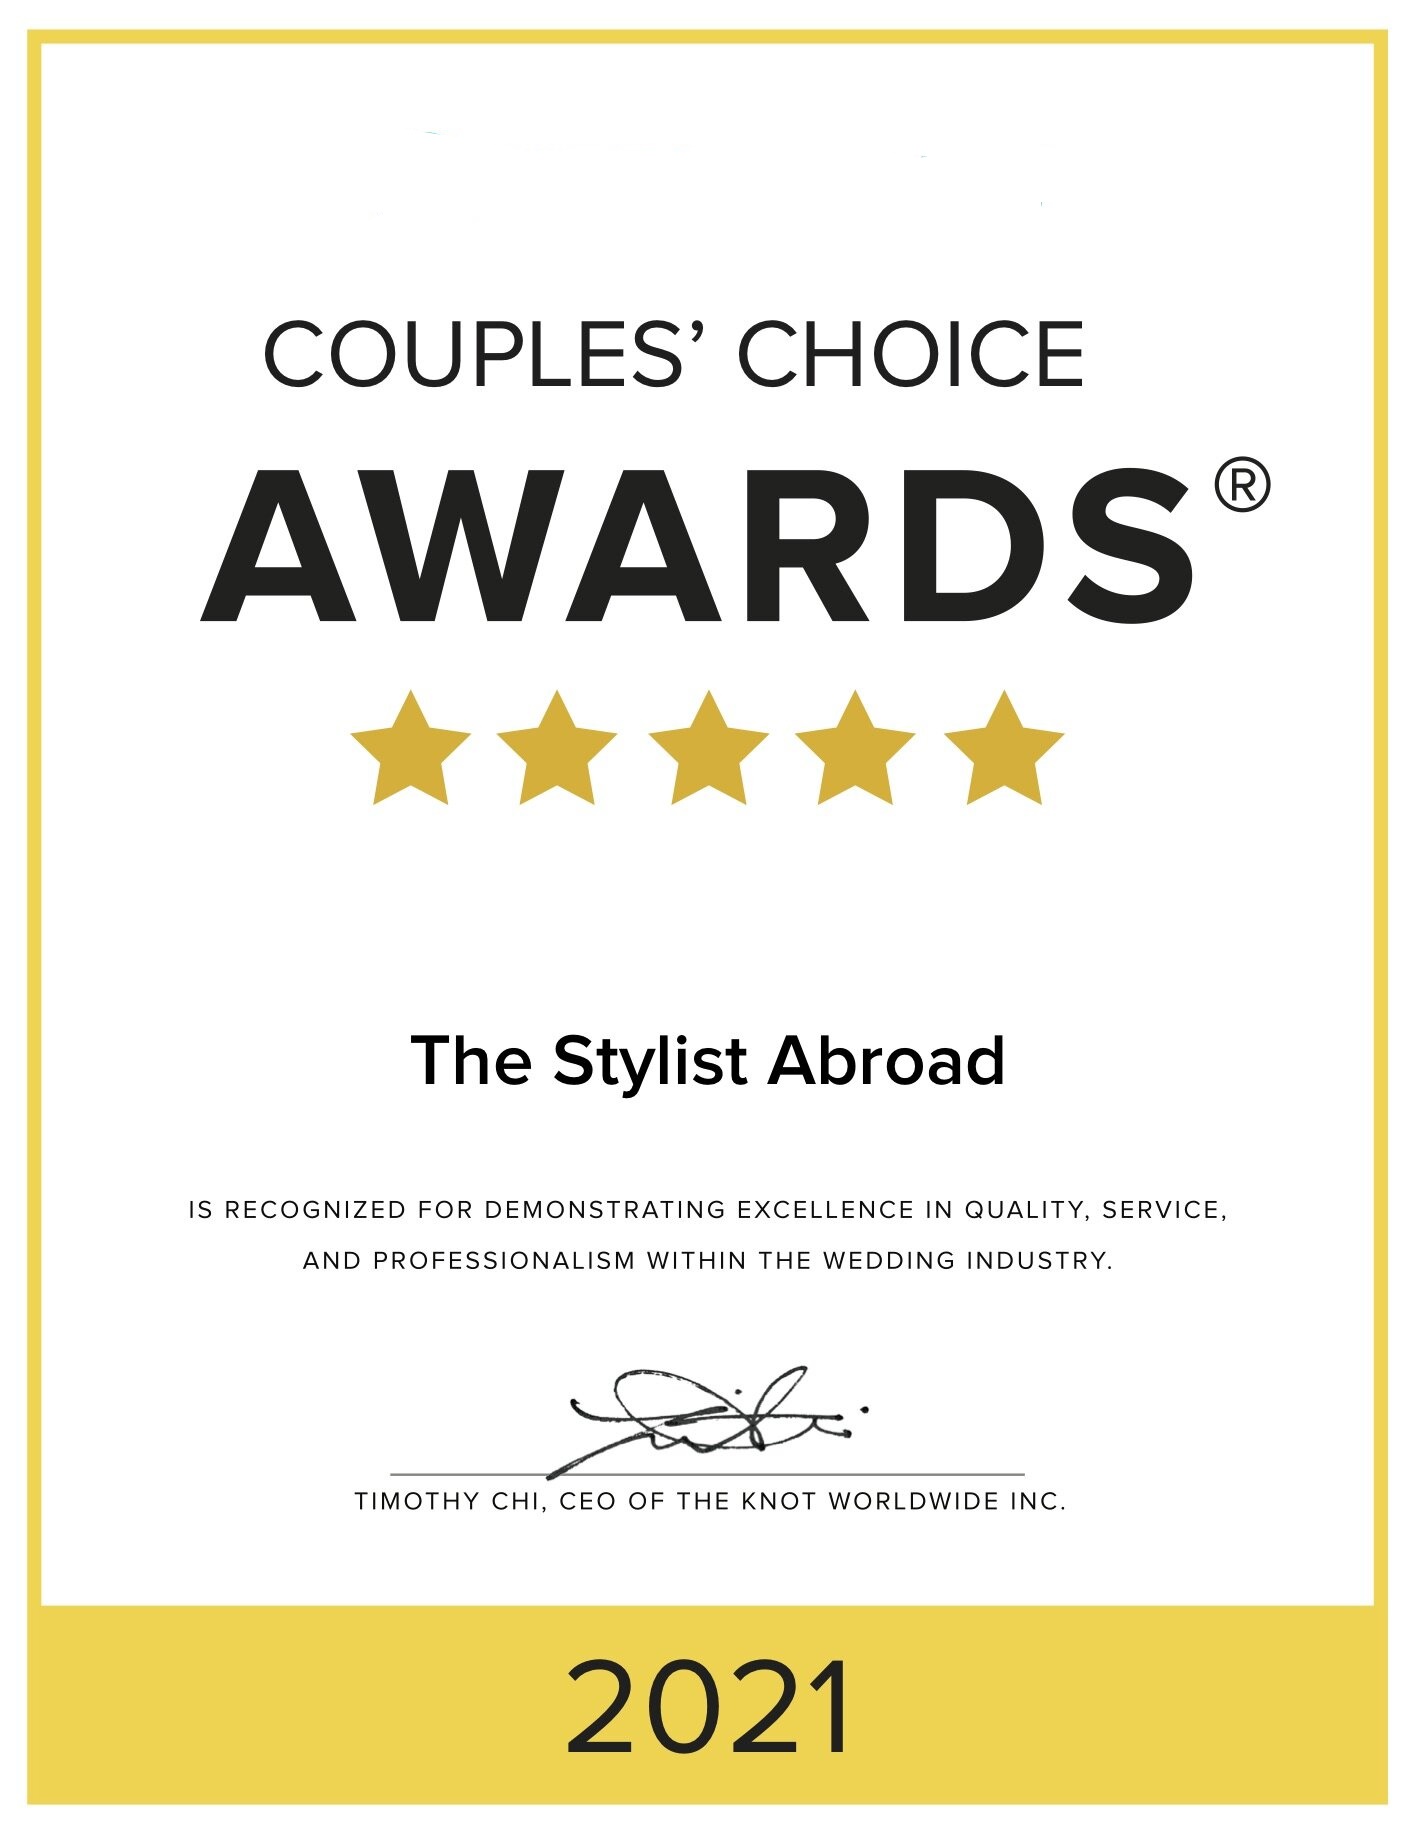 COUPLES’ CHOICE
AWARDS®
The Stylist Abroad
IS RECOGNIZED FOR DEMONSTRATING EXCELLENCE IN QUALITY, SERVICE,
AND PROFESSIONALISM WITHIN THE WEDDING INDUSTRY.
TIMOTHY CHI, CEO OF THE KNOT WORLDWIDE INC.
2021